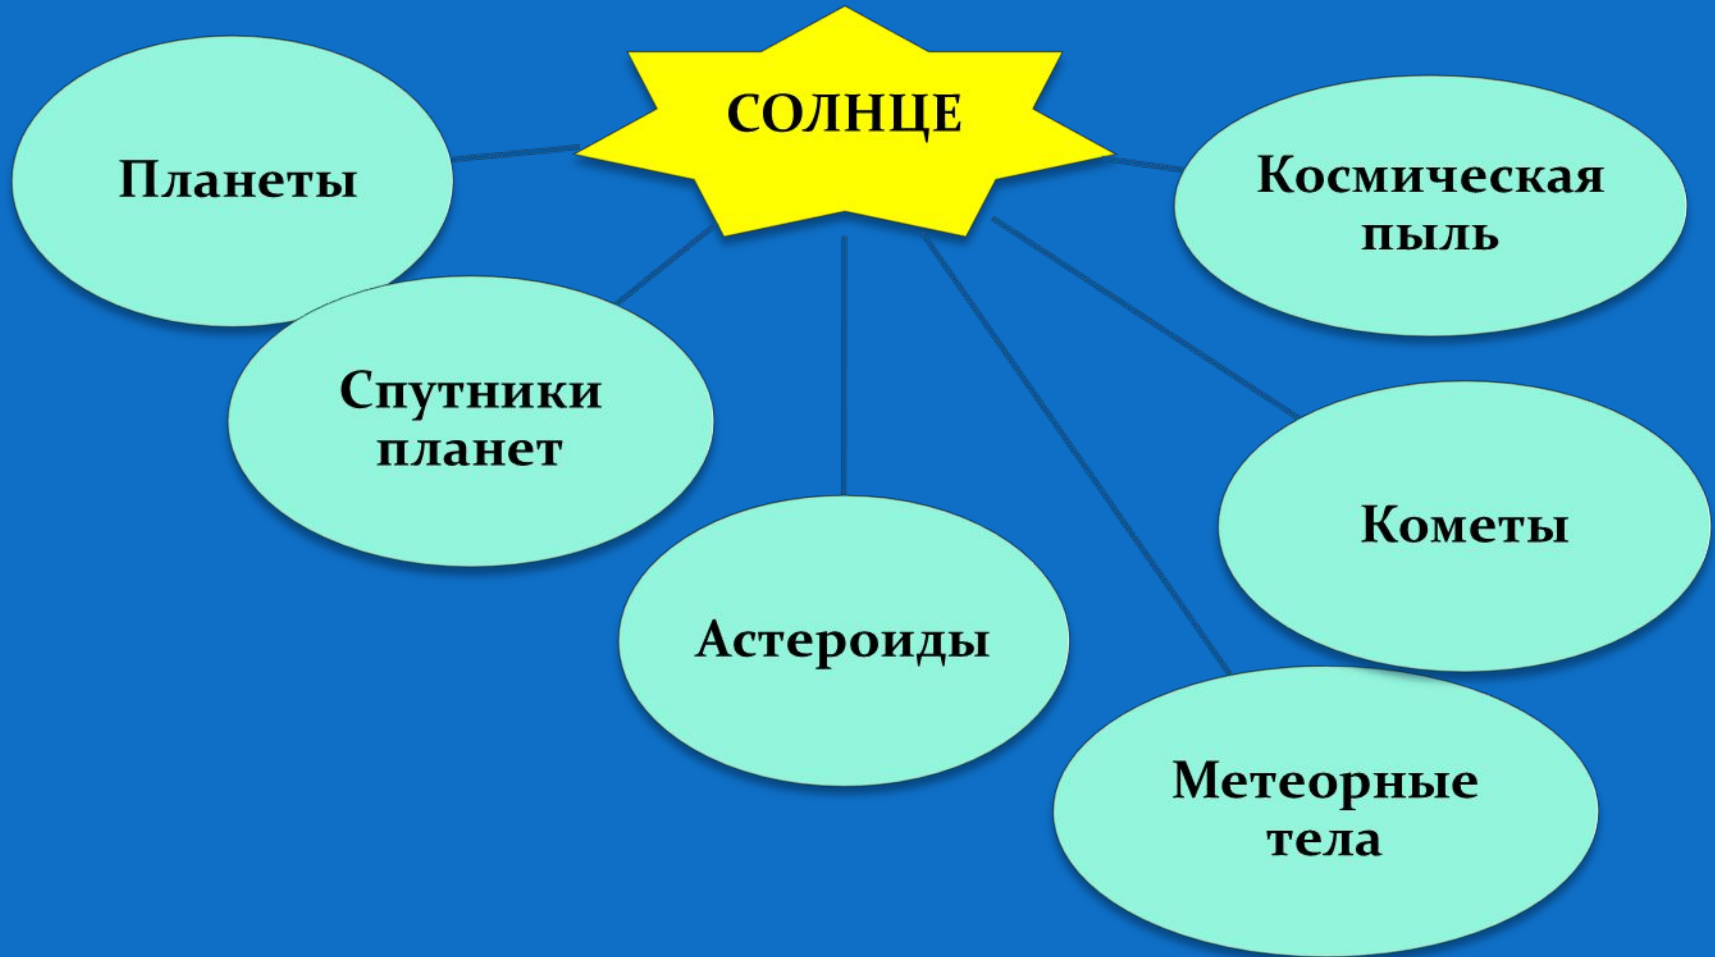 СОЛНЦЕ
Планеты
Спутники
планет
Астероиды
Метеорные
тела
Кометы
Космическая
пыль